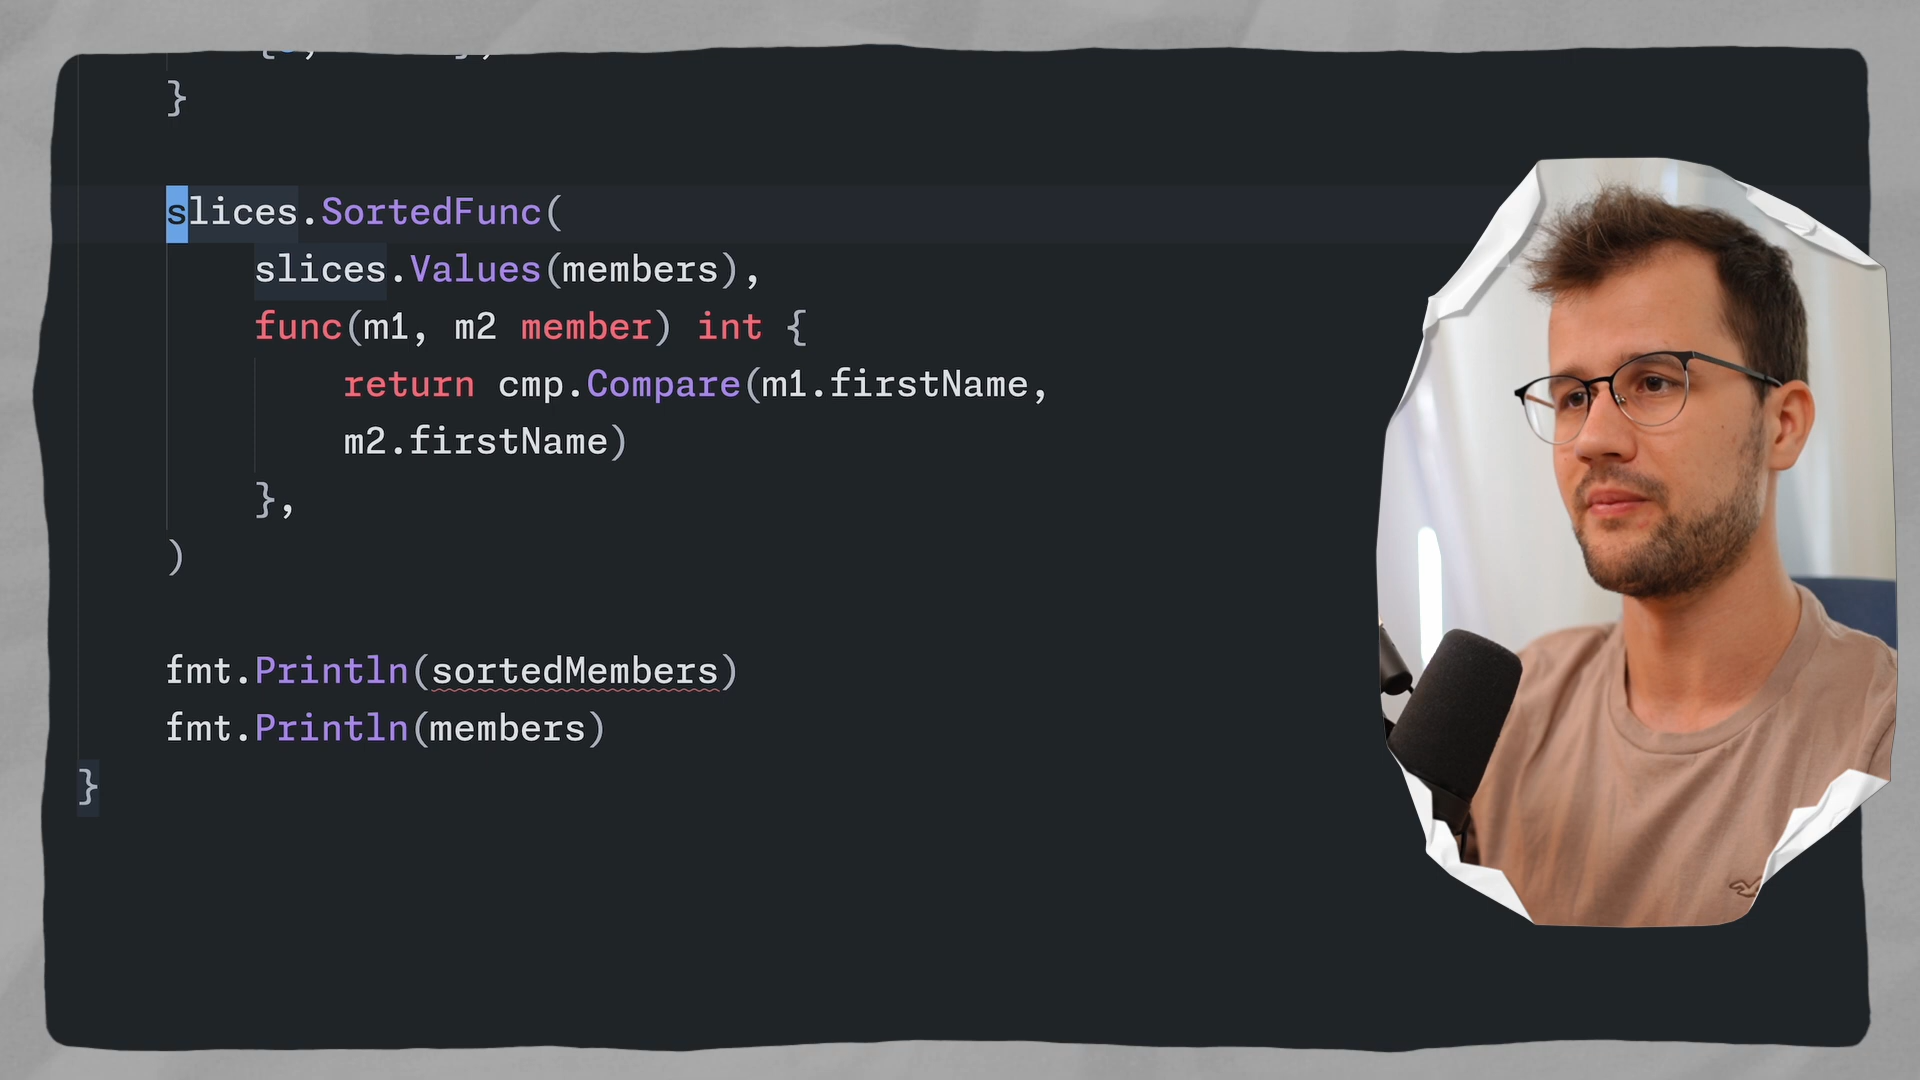 }
slices.SortedFunc(
slices.Values(members),
func(m1, m2 member) int {
return cmp.Compare(m1.firstName,
m2.firstName)
},
)
fmt.Println(sortedMembers)
fmt.Println(members)
}